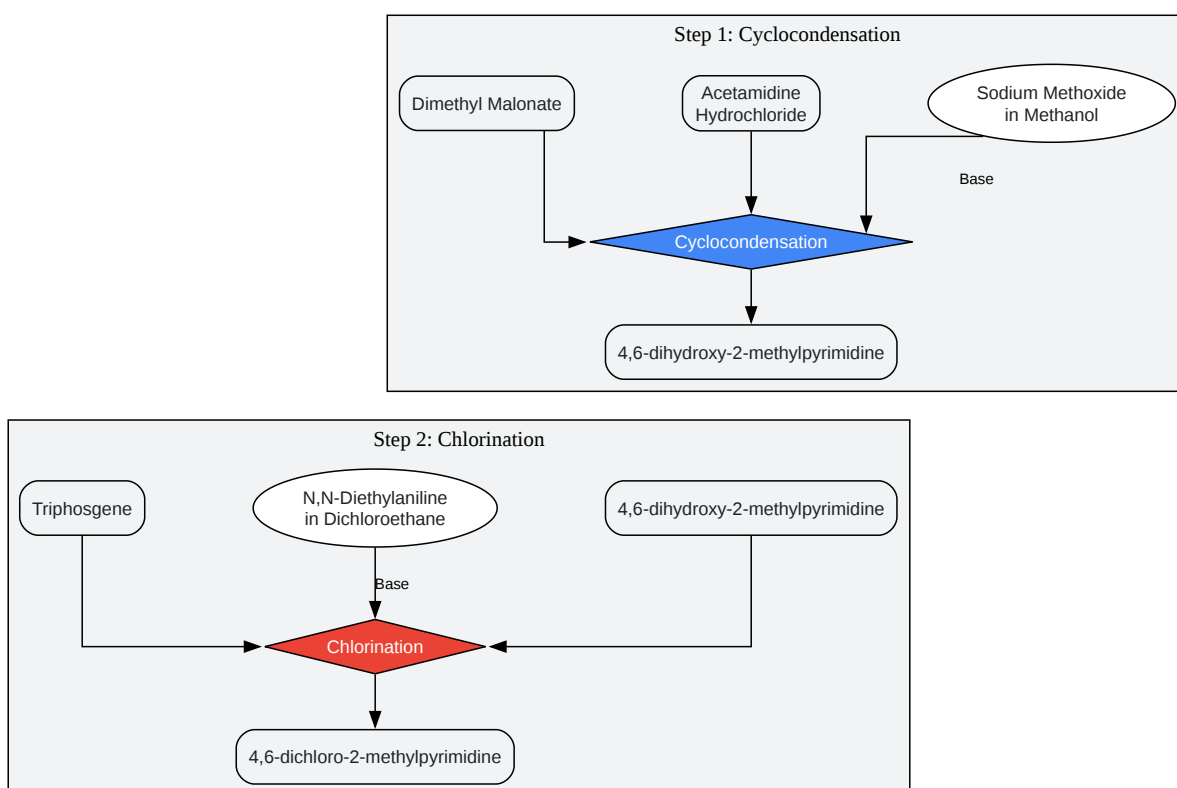 Step 1: Cyclocondensation
Dimethyl Malonate
Acetamidine
Hydrochloride
Sodium Methoxide
in Methanol
Base
Cyclocondensation
4,6-dihydroxy-2-methylpyrimidine
Step 2: Chlorination
Triphosgene
N,N-Diethylaniline
in Dichloroethane
4,6-dihydroxy-2-methylpyrimidine
Base
Chlorination
4,6-dichloro-2-methylpyrimidine